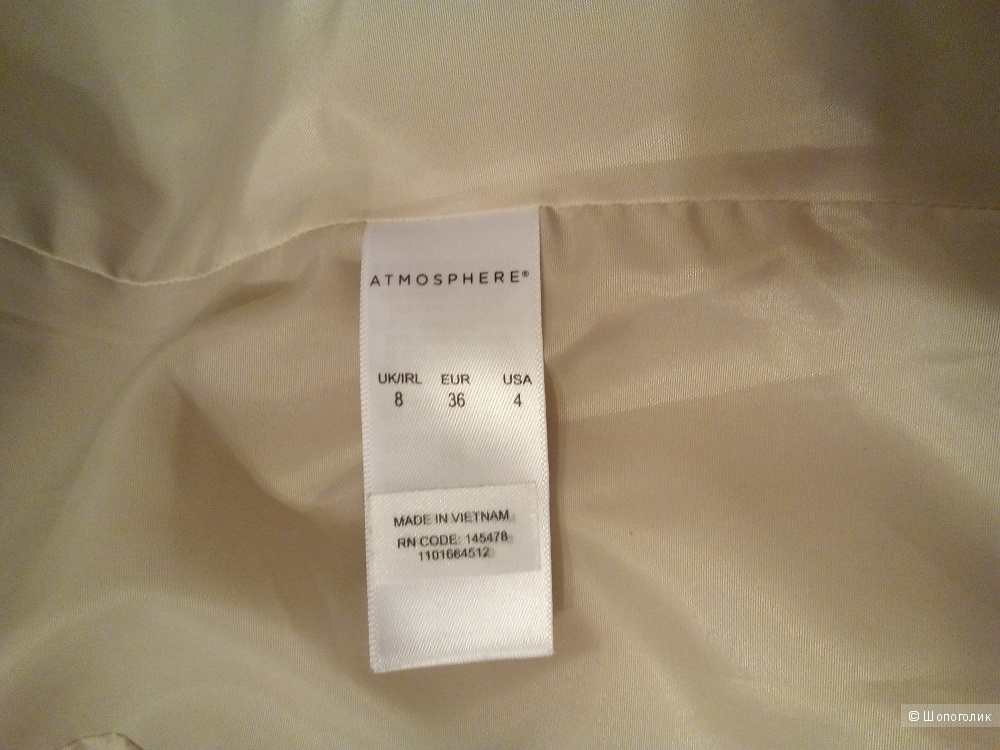 ATMOSPHERE®
UK/IRL EUR USA
8 36 4
MADE IN VIETNAM
RN CODE: 145478
1101664512
© Шопоголик